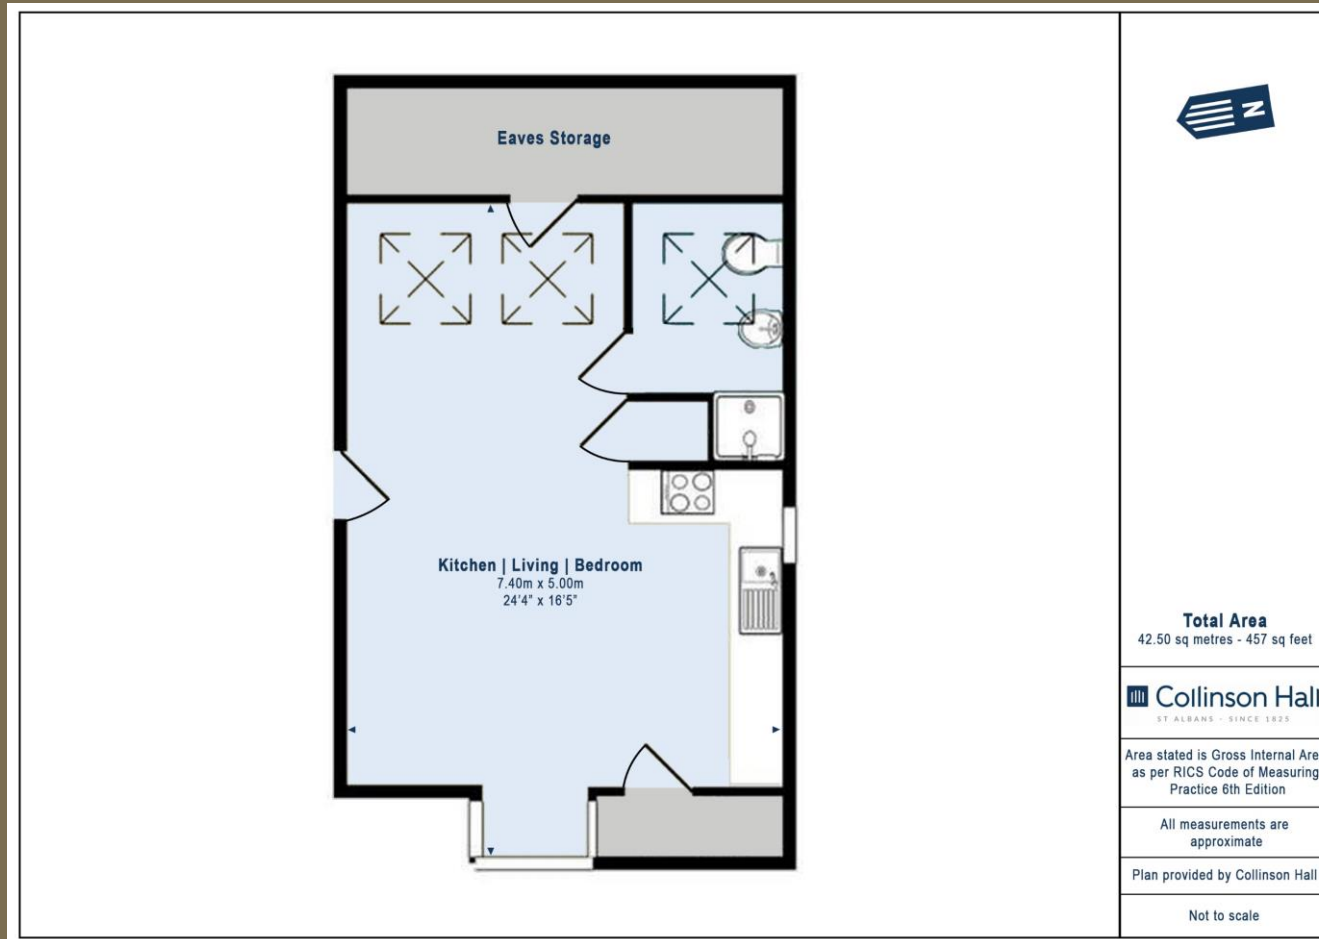 Eaves Storage
N
Kitchen | Living | Bedroom
7.40m x 5.00m
24'4" x 16'5"
Total Area
42.50 sq metres - 457 sq feet
Collinson Hall
ST ALBANS - SINCE 1825
Area stated is Gross Internal Are
as per RICS Code of Measuring
Practice 6th Edition
All measurements are
approximate
Plan provided by Collinson Hall
Not to scale